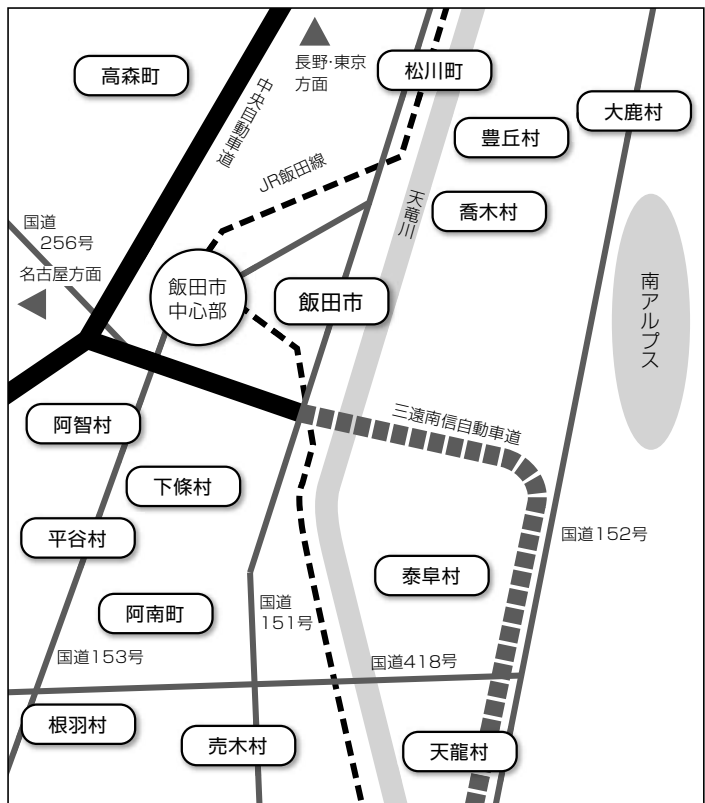 高森町
長野・東京
方面
松川町
中央自動車道
大鹿村
豊丘村
JR飯田線
天竜川
喬木村
国道
256号
名古屋方面
飯田市
中心部
飯田市
南アルプス
阿智村
三遠南信自動車道
下條村
平谷村
国道152号
泰阜村
阿南町
国道
151号
国道153号
国道418号
根羽村
売木村
天龍村